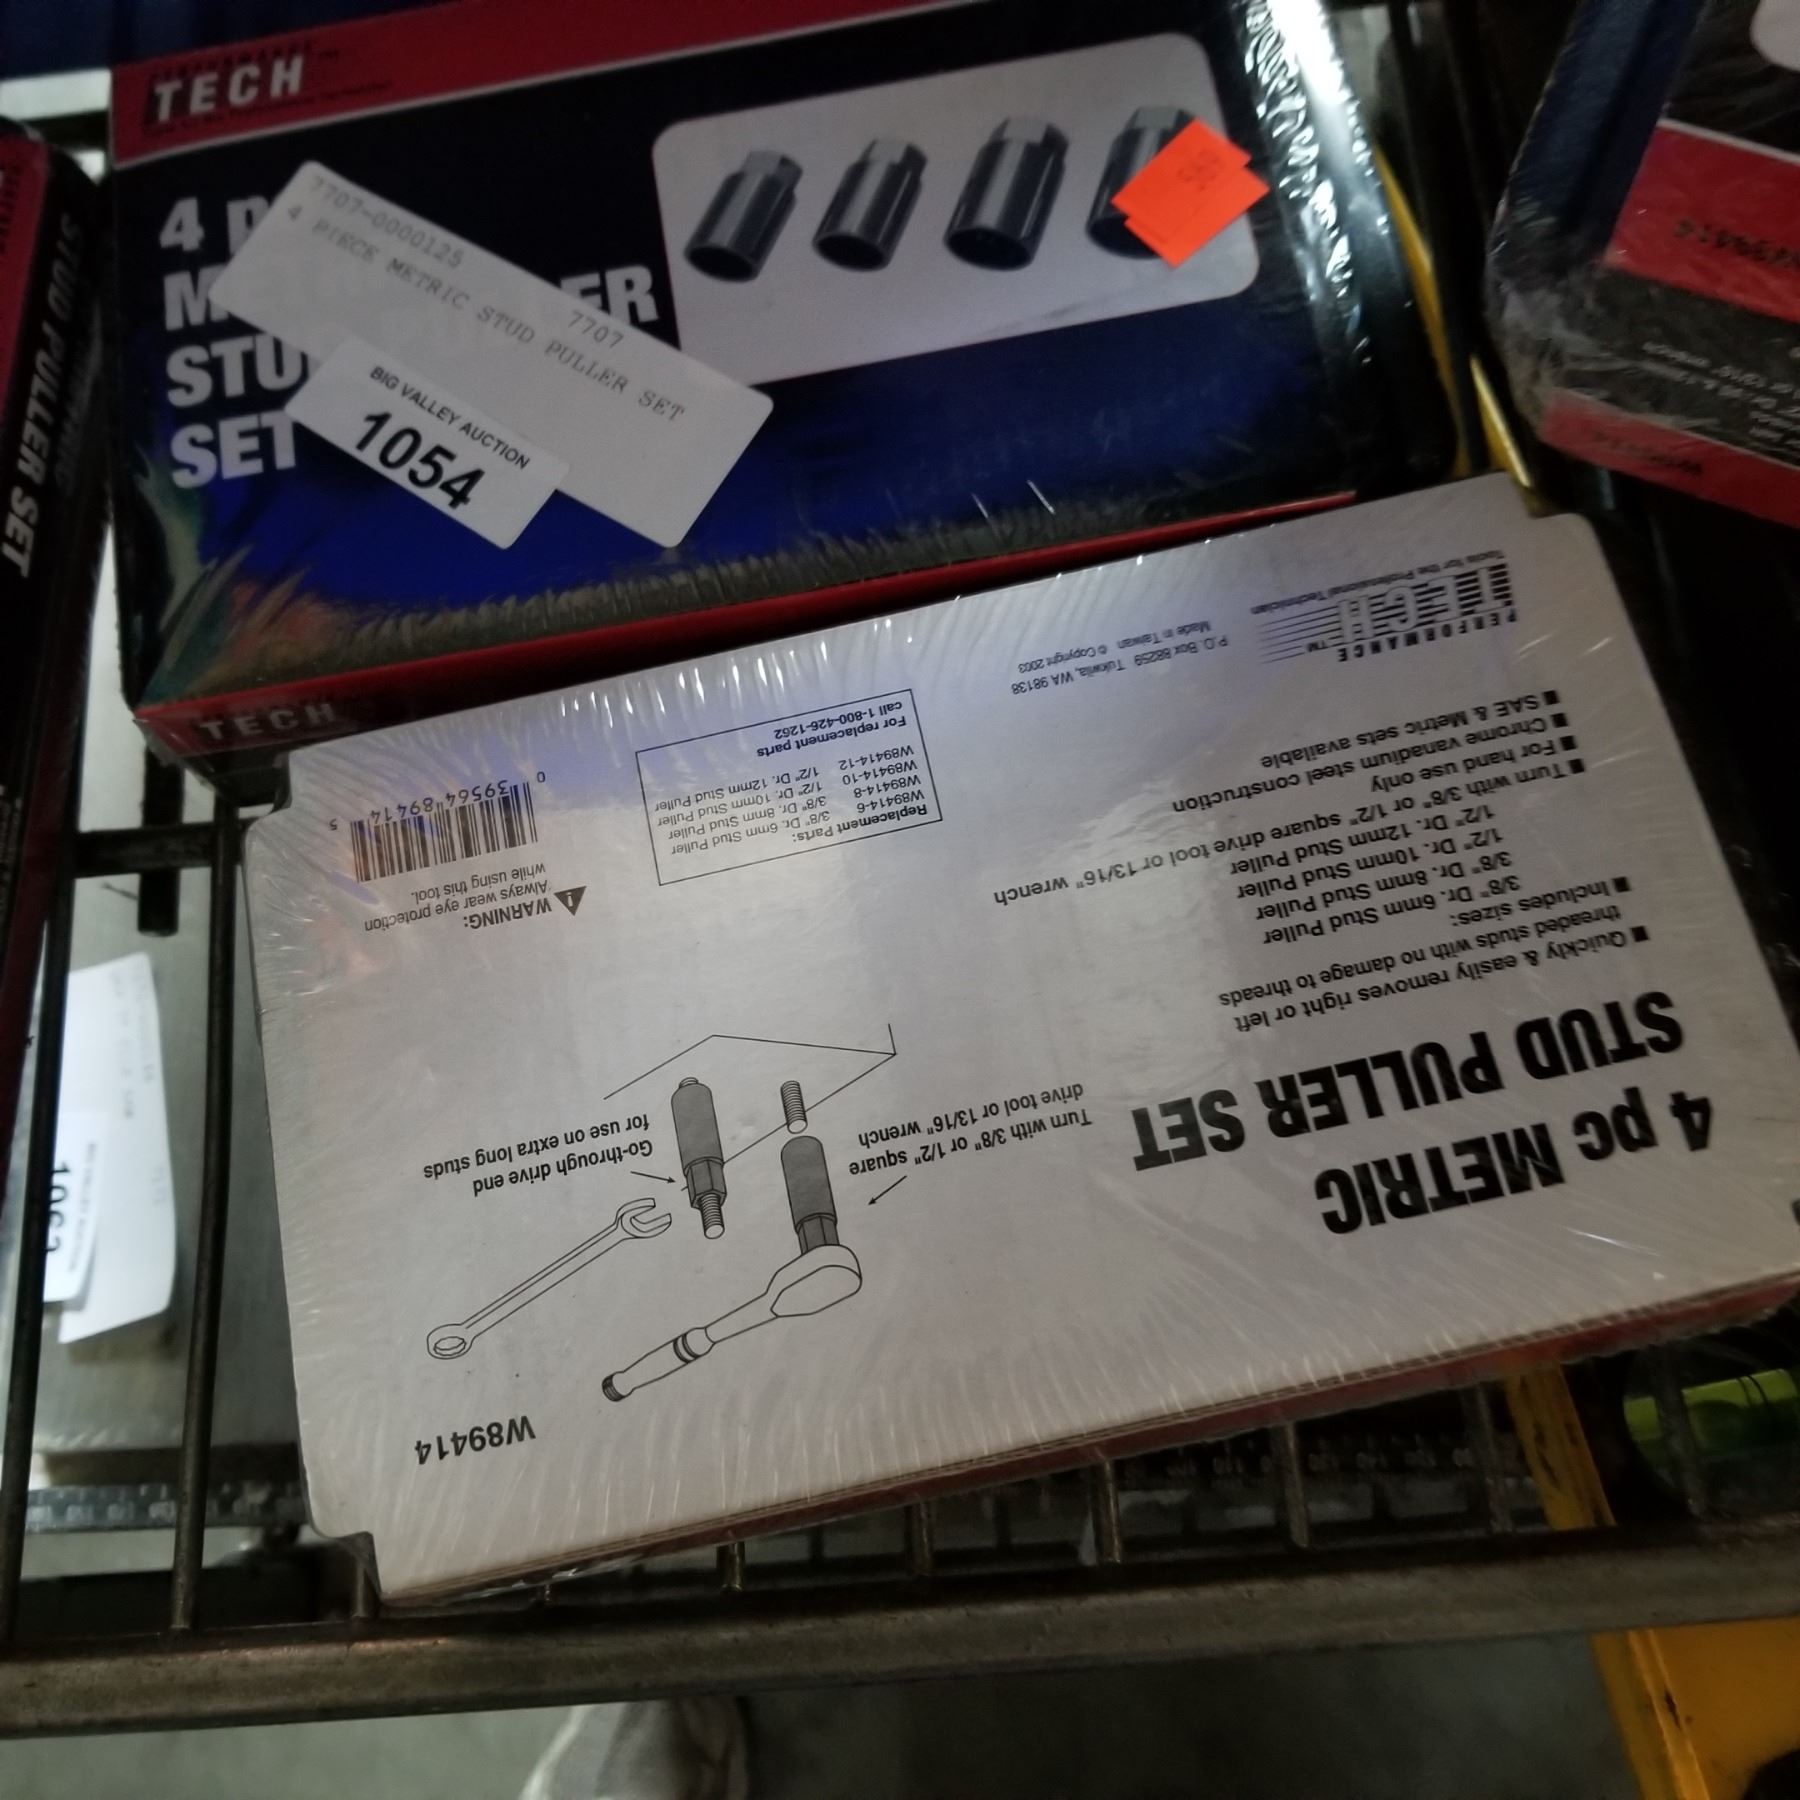 TECH
4 p
M
ER
STU
SET
7707-0000125
7707
4 PIECE METRIC STUD PULLER SET
BIG VALLEY AUCTION
1054
TECH
STUD PULLER SET
W89414
4 pc METRIC
STUD PULLER SET
■ Quickly & easily removes right or left
threaded studs with no damage to threads
■ Includes sizes:
3/8" Dr. 6mm Stud Puller
3/8" Dr. 8mm Stud Puller
1/2" Dr. 10mm Stud Puller
1/2" Dr. 12mm Stud Puller
■ Turn with 3/8" or 1/2" square drive tool or 13/16" wrench
■ For hand use only
■ Chrome vanadium steel construction
■ SAE & Metric sets available
Turn with 3/8" or 1/2" square
drive tool or 13/16" wrench
Go-through drive end
for use on extra long studs
WARNING:
Always wear eye protection
while using this tool.
Replacement Parts:
W89414-6 3/8" Dr. 6mm Stud Puller
W89414-8 3/8" Dr. 8mm Stud Puller
W89414-10 1/2" Dr. 10mm Stud Puller
W89414-12 1/2" Dr. 12mm Stud Puller
For replacement parts
call 1-800-426-1262
0 39564 89414 5
PERFORMANCE
TECH™
Tools for the Professional Technician
P.O. Box 88259 Tukwila, WA 98138
Made in Taiwan © Copyright 2003